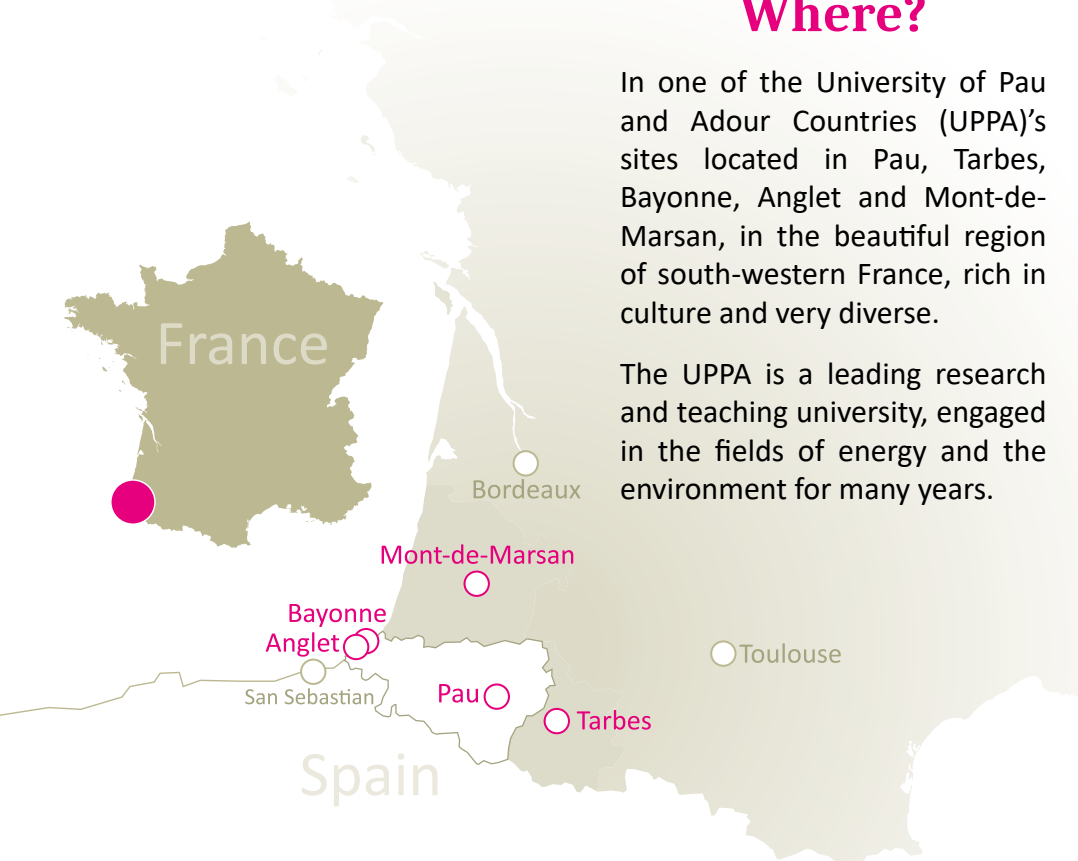 Where?
In one of the University of Pau
and Adour Countries (UPPA)'s
sites located in Pau, Tarbes,
Bayonne, Anglet and Mont-de-
Marsan, in the beautiful region
of south-western France, rich in
culture and very diverse.
The UPPA is a leading research
and teaching university, engaged
in the fields of energy and the
environment for many years.
France
Bordeaux
Mont-de-Marsan
Bayonne
Anglet
San Sebastian
Pau
Tarbes
Toulouse
Spain